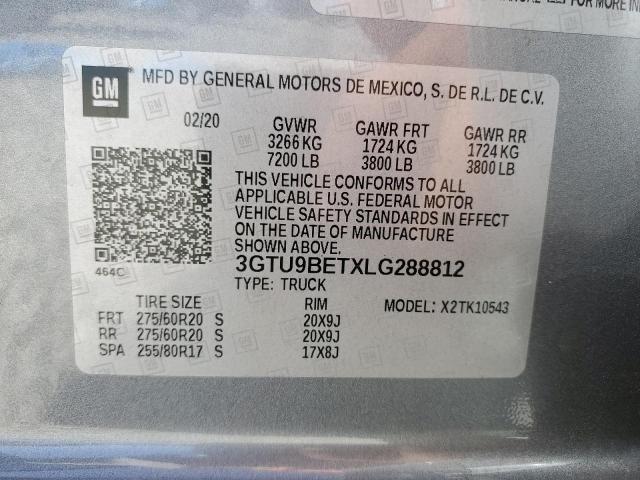 FOR MORE IN
GM
MFD BY GENERAL MOTORS DE MEXICO, S. DE R.L. DE C.V.
02/20 GVWR GAWR FRT GAWR RR
3266 KG 1724 KG 1724 KG
7200 LB 3800 LB 3800 LB
THIS VEHICLE CONFORMS TO ALL
APPLICABLE U.S. FEDERAL MOTOR
VEHICLE SAFETY STANDARDS IN EFFECT
ON THE DATE OF MANUFACTURE
SHOWN ABOVE.
464C 3GTU9BETXLG288812
TYPE: TRUCK
TIRE SIZE RIM MODEL: X2TK10543
FRT 275/60R20 S 20X9J
RR 275/60R20 S 20X9J
SPA 255/80R17 S 17X8J